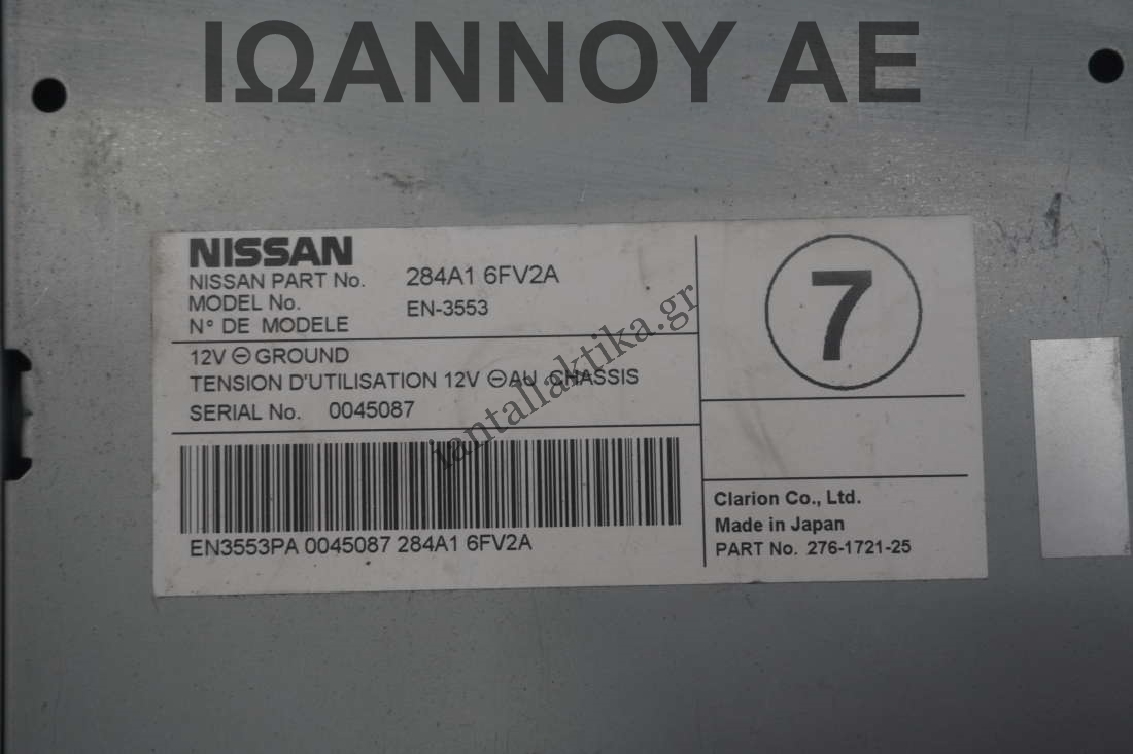 ΙΩΑΝΝΟΥ ΑΕ
NISSAN
NISSAN PART No. 284A1 6FV2A
MODEL No. EN-3553
N° DE MODELE
12V ⊖ GROUND
TENSION D'UTILISATION 12V ⊖ AU CHASSIS
SERIAL No. 0045087
EN3553PA 0045087 284A1 6FV2A
7
Clarion Co., Ltd.
Made in Japan
PART No. 276-1721-25
iantallaktika.gr